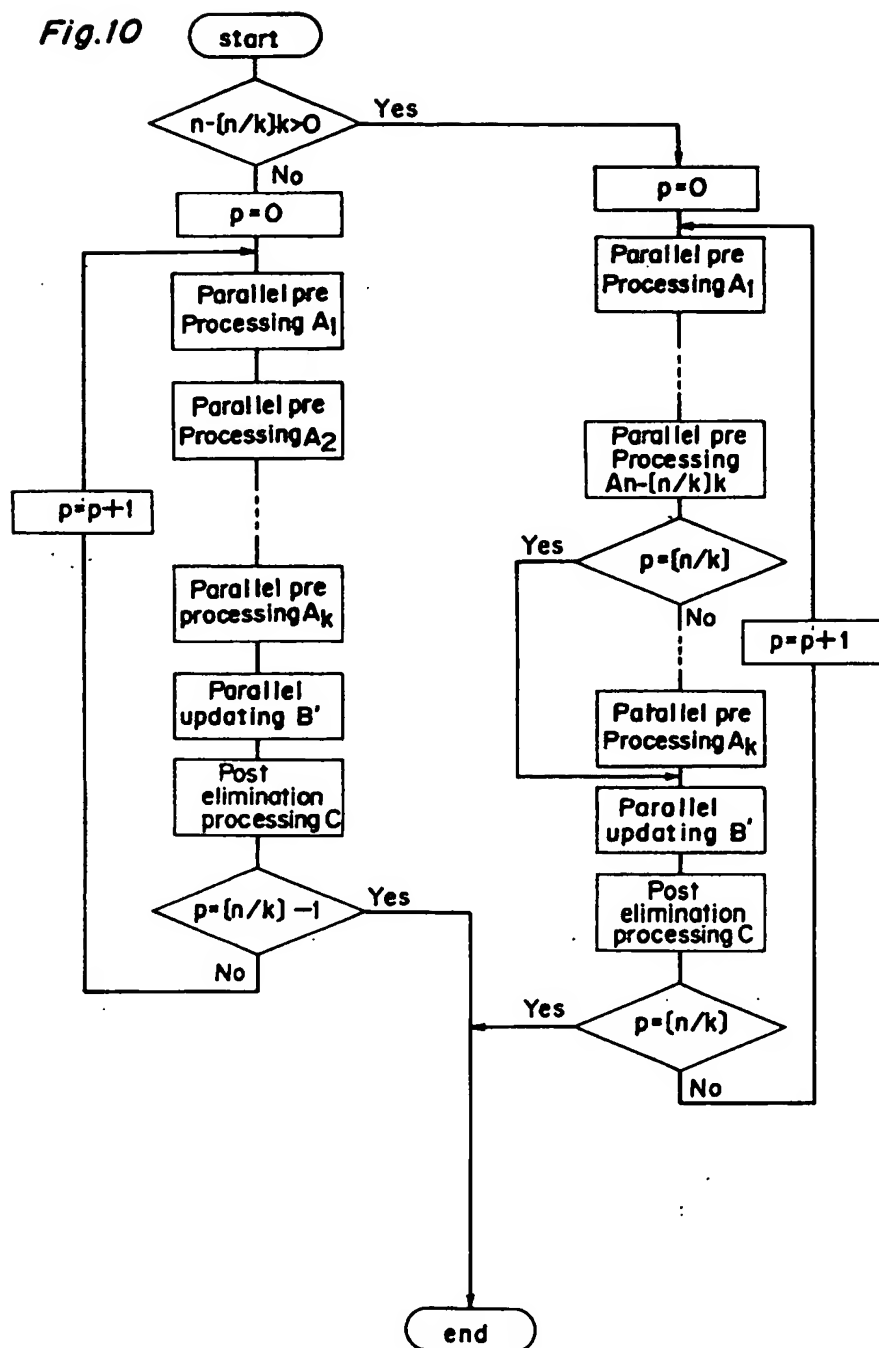 Fig.10
start
n-[n/k]k>0
Yes
No
p=0
Parallel pre
Processing A1
Parallel pre
Processing A2
p=p+1
Parallel pre
processing Ak
Parallel
updating B'
Post
elimination
processing C
p=[n/k]-1
Yes
No
p=0
Parallel pre
Processing A1
Parallel pre
Processing
An-[n/k]k
Yes
p=[n/k]
No
p=p+1
Parallel pre
Processing Ak
Parallel
updating B'
Post
elimination
processing C
Yes
p=[n/k]
No
end